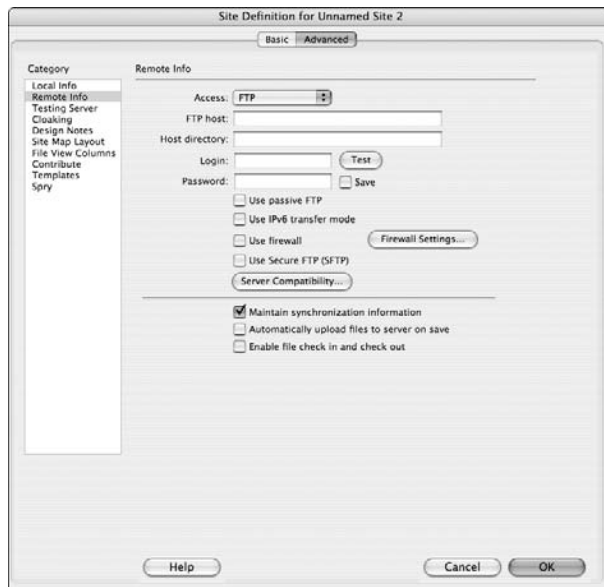 Site Definition for Unnamed Site 2
Basic
Advanced
Category
Local Info
Remote Info
Testing Server
Cloaking
Design Notes
Site Map Layout
File View Columns
Contribute
Templates
Spry
Remote Info
Access: FTP
FTP host:
Host directory:
Login:
Test
Password:
Save
Use passive FTP
Use IPv6 transfer mode
Use firewall
Firewall Settings...
Use Secure FTP (SFTP)
Server Compatibility...
Maintain synchronization information
Automatically upload files to server on save
Enable file check in and check out
Help
Cancel
OK